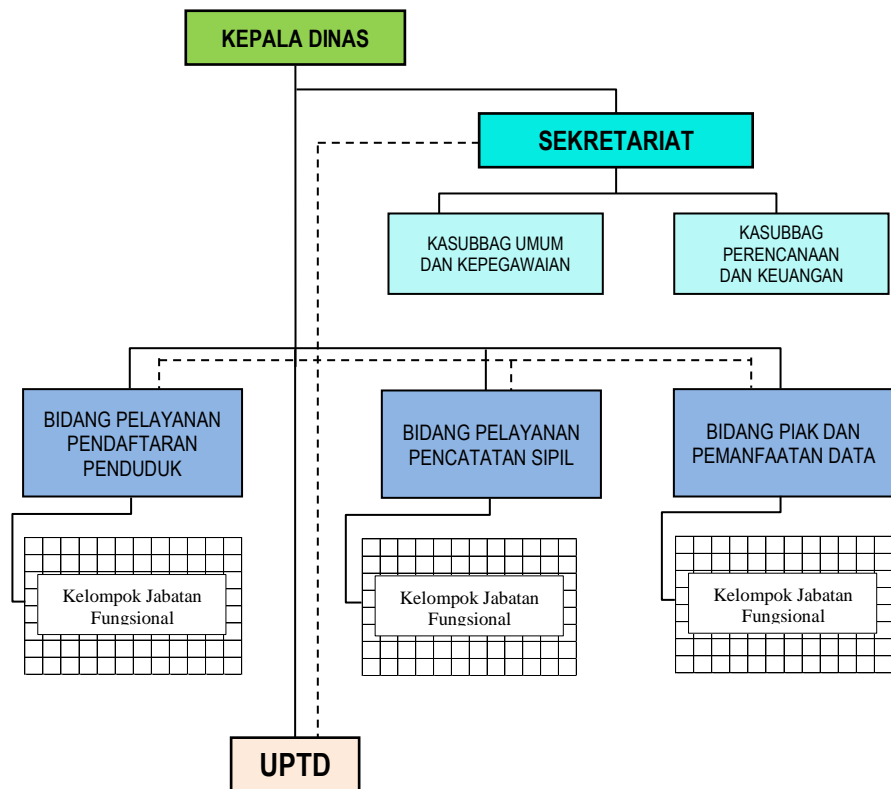 KEPALA DINAS
SEKRETARIAT
KASUBBAG UMUM
DAN KEPEGAWAIAN
KASUBBAG
PERENCANAAN
DAN KEUANGAN
BIDANG PELAYANAN
PENDAFTARAN
PENDUDUK
BIDANG PELAYANAN
PENCATATAN SIPIL
BIDANG PIAK DAN
PEMANFAATAN DATA
Kelompok Jabatan
Fungsional
Kelompok Jabatan
Fungsional
Kelompok Jabatan
Fungsional
UPTD